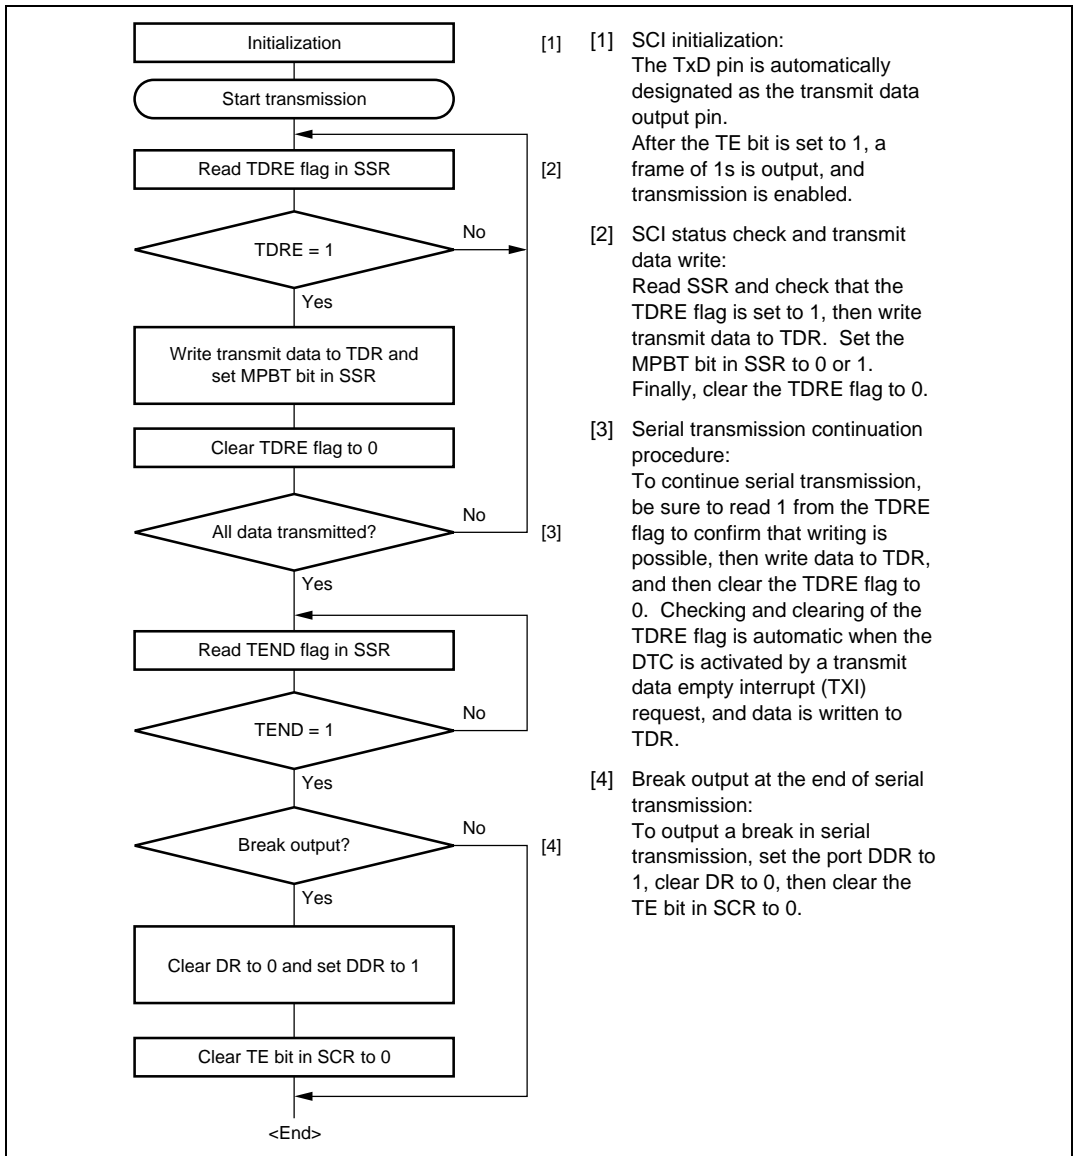 Initialization
[1]
Start transmission
Read TDRE flag in SSR
[2]
TDRE = 1
No
Yes
Write transmit data to TDR and
set MPBT bit in SSR
Clear TDRE flag to 0
All data transmitted?
No
[3]
Yes
Read TEND flag in SSR
TEND = 1
No
Yes
Break output?
No
[4]
Yes
Clear DR to 0 and set DDR to 1
Clear TE bit in SCR to 0
<End>
[1] SCI initialization:
The TxD pin is automatically
designated as the transmit data
output pin.
After the TE bit is set to 1, a
frame of 1s is output, and
transmission is enabled.
[2] SCI status check and transmit
data write:
Read SSR and check that the
TDRE flag is set to 1, then write
transmit data to TDR. Set the
MPBT bit in SSR to 0 or 1.
Finally, clear the TDRE flag to 0.
[3] Serial transmission continuation
procedure:
To continue serial transmission,
be sure to read 1 from the TDRE
flag to confirm that writing is
possible, then write data to TDR,
and then clear the TDRE flag to
0. Checking and clearing of the
TDRE flag is automatic when the
DTC is activated by a transmit
data empty interrupt (TXI)
request, and data is written to
TDR.
[4] Break output at the end of serial
transmission:
To output a break in serial
transmission, set the port DDR to
1, clear DR to 0, then clear the
TE bit in SCR to 0.